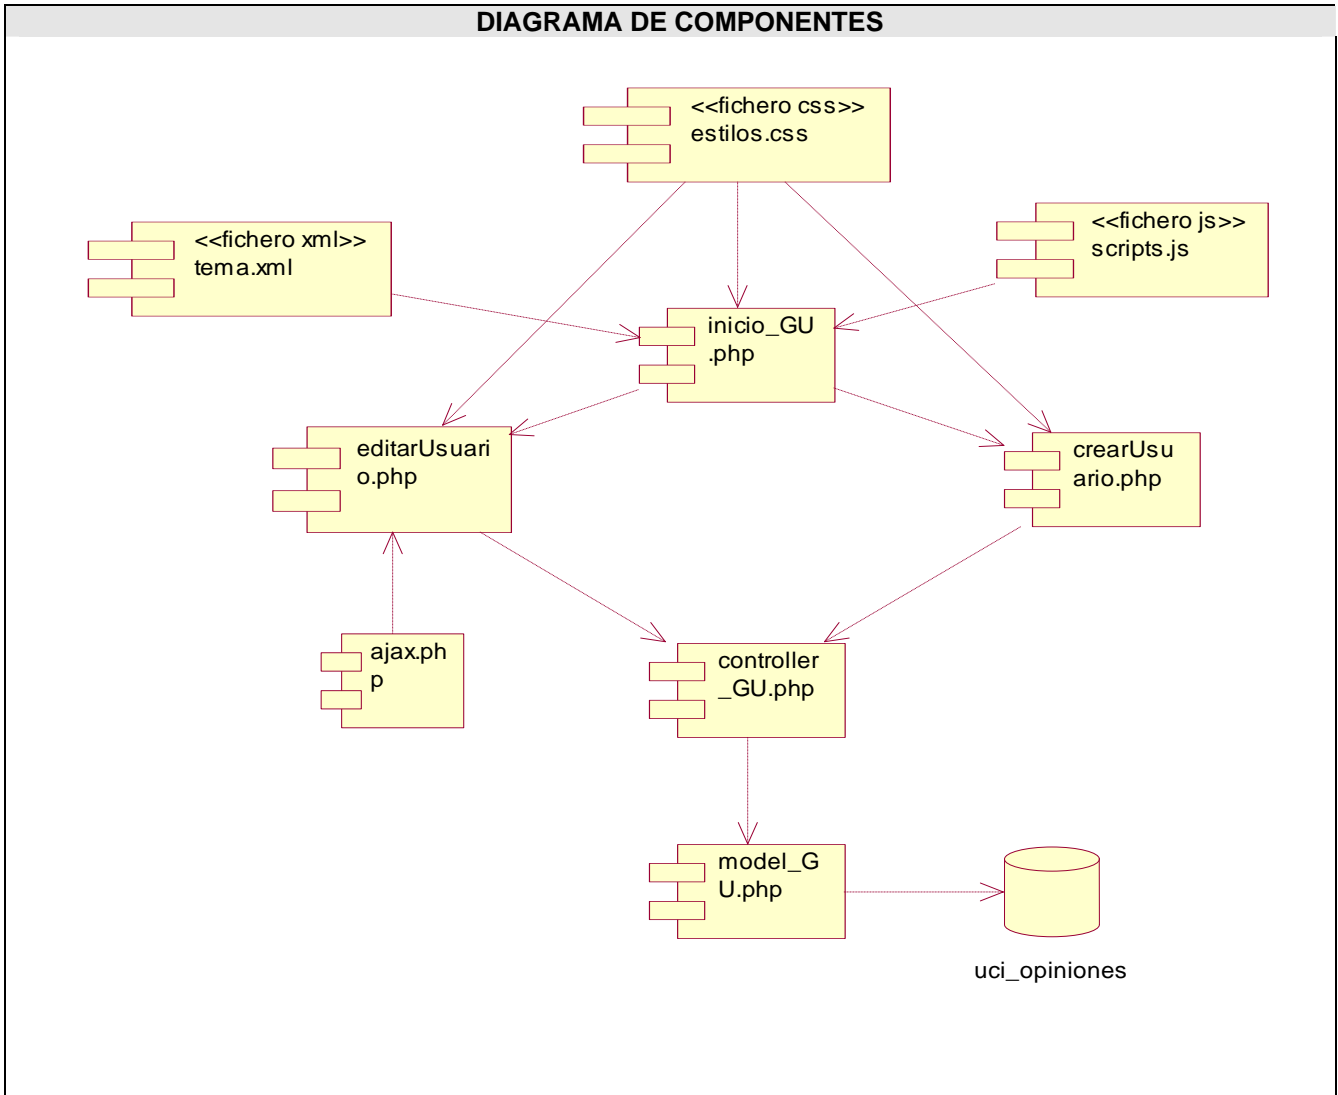 DIAGRAMA DE COMPONENTES
<<fichero css>>
estilos.css
<<fichero xml>>
tema.xml
<<fichero js>>
scripts.js
inicio_GU
.php
editarUsuari
o.php
crearUsu
ario.php
ajax.ph
p
controller
_GU.php
model_G
U.php
uci_opiniones